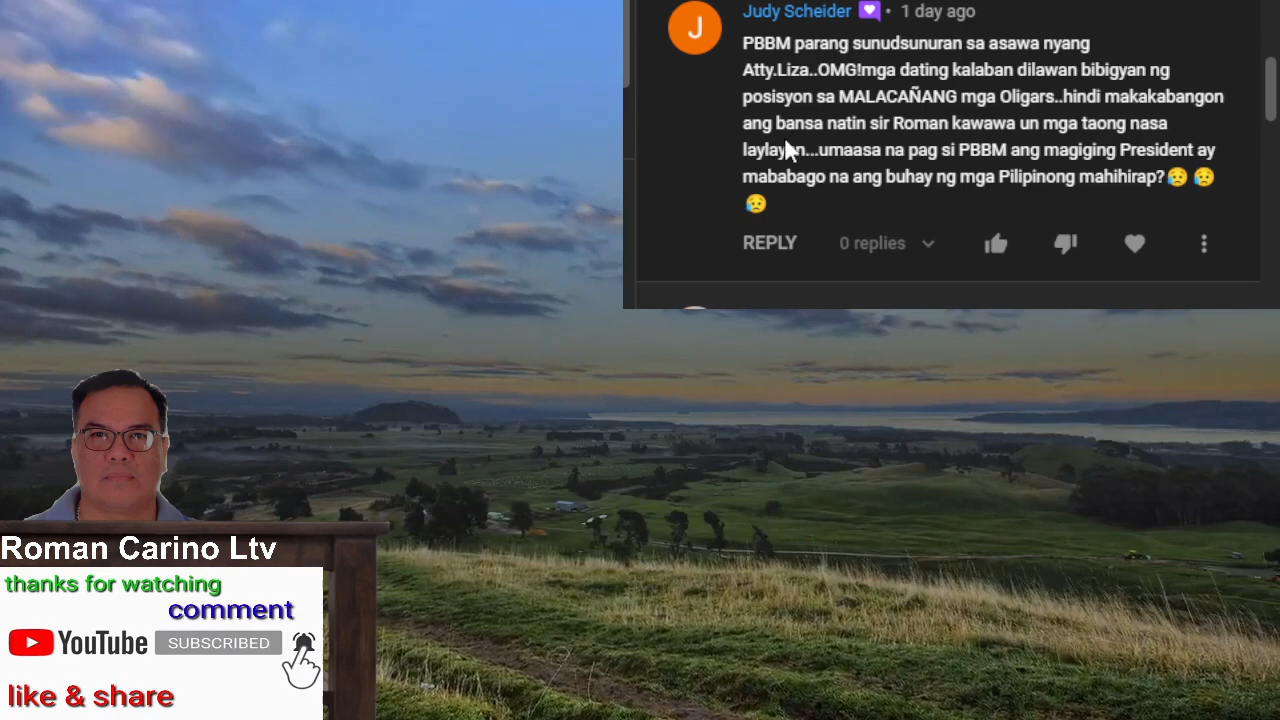 Judy Scheider • 1 day ago
PBBM parang sunudsunuran sa asawa nyang
Atty.Liza..OMG!mga dating kalaban dilawan bibigyan ng
posisyon sa MALACAÑANG mga Oligars..hindi makakabangon
ang bansa natin sir Roman kawawa un mga taong nasa
laylayan...umaasa na pag si PBBM ang magiging President ay
mababago na ang buhay ng mga Pilipinong mahihirap?😥 😥
😥
REPLY 0 replies
J
Roman Carino Ltv
thanks for watching
comment
YouTube SUBSCRIBED
like & share